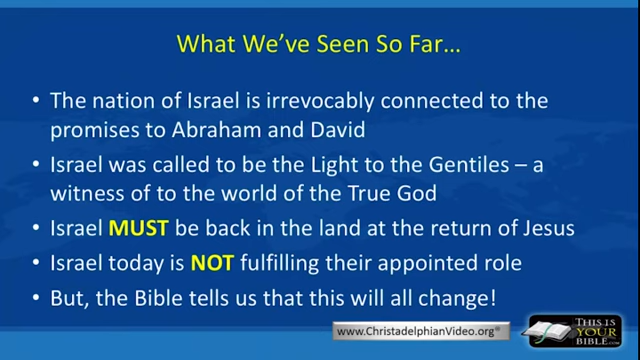 What We've Seen So Far...
• The nation of Israel is irrevocably connected to the
promises to Abraham and David
• Israel was called to be the Light to the Gentiles – a
witness of to the world of the True God
• Israel MUST be back in the land at the return of Jesus
• Israel today is NOT fulfilling their appointed role
• But, the Bible tells us that this will all change!
www.ChristadelphianVideo.org®
THIS IS
YOUR
BIBLE.COM